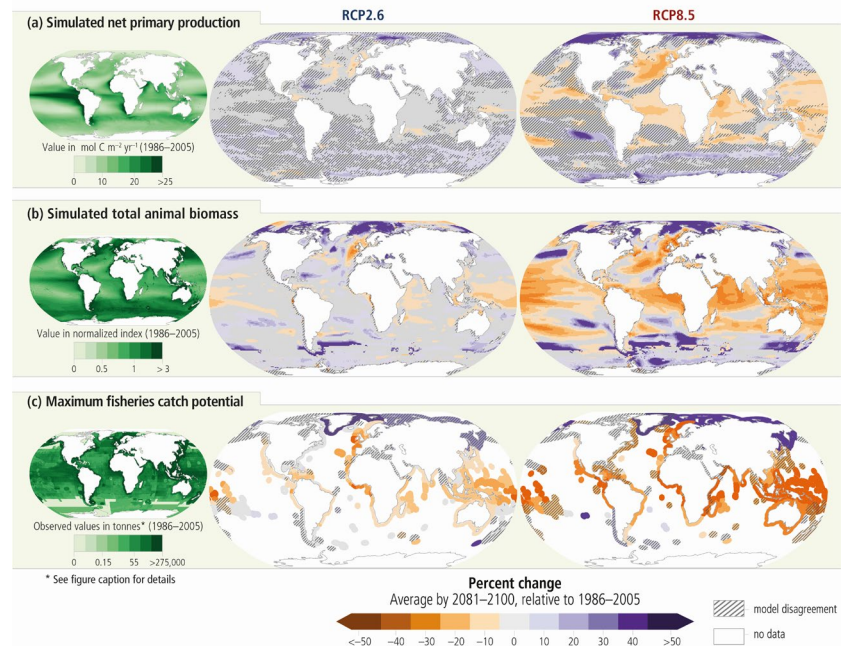 RCP2.6
RCP8.5
(a) Simulated net primary production
Value in mol C m⁻² yr⁻¹ (1986–2005)
0 10 20 >25
(b) Simulated total animal biomass
Value in normalized index (1986–2005)
0 0.5 1 > 3
(c) Maximum fisheries catch potential
Observed values in tonnes* (1986–2005)
0 0.15 55 >275,000
* See figure caption for details
Percent change
Average by 2081–2100, relative to 1986–2005
<–50 –40 –30 –20 –10 0 10 20 30 40 >50
model disagreement
no data